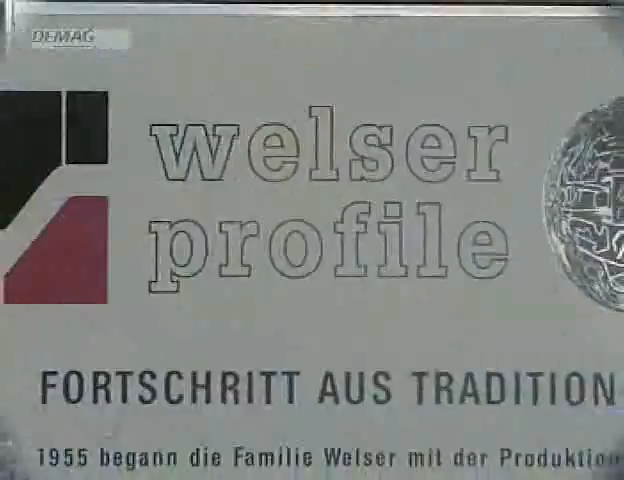 DEMAG
welser
profile
FORTSCHRITT AUS TRADITION
1955 begann die Familie Welser mit der Produktion